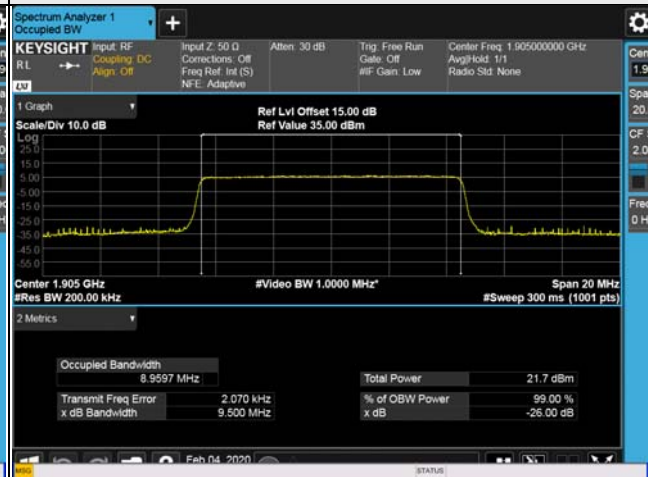 Spectrum Analyzer 1
Occupied BW
+
KEYSIGHT
RL
LXI
Input: RF
Coupling: DC
Align: Off
Input Z: 50 Ω
Corrections: Off
Freq Ref: Int (S)
NFE: Adaptive
Atten: 30 dB
Trig: Free Run
Gate: Off
#IF Gain: Low
Center Freq: 1.905000000 GHz
Avg|Hold: 1/1
Radio Std: None
1 Graph
Scale/Div 10.0 dB
Ref Lvl Offset 15.00 dB
Ref Value 35.00 dBm
Log
25.0
15.0
5.00
-5.00
-15.0
-25.0
-35.0
-45.0
-55.0
Center 1.905 GHz
#Res BW 200.00 kHz
#Video BW 1.0000 MHz*
Span 20 MHz
#Sweep 300 ms (1001 pts)
2 Metrics
Occupied Bandwidth
8.9597 MHz
Transmit Freq Error 2.070 kHz
x dB Bandwidth 9.500 MHz
Total Power 21.7 dBm
% of OBW Power 99.00 %
x dB -26.00 dB
Feb 04, 2020
MSG
STATUS